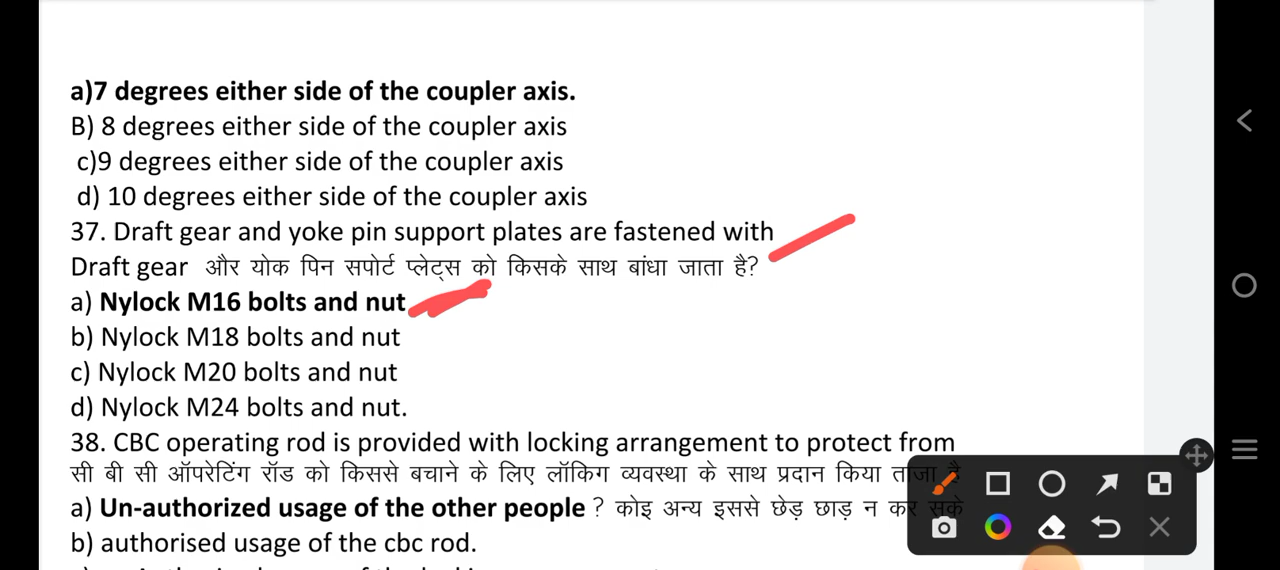 a)7 degrees either side of the coupler axis.
B) 8 degrees either side of the coupler axis
c)9 degrees either side of the coupler axis
d) 10 degrees either side of the coupler axis
37. Draft gear and yoke pin support plates are fastened with
Draft gear और योक पिन सपोर्ट प्लेट्स को किसके साथ बांधा जाता है?
a) Nylock M16 bolts and nut
b) Nylock M18 bolts and nut
c) Nylock M20 bolts and nut
d) Nylock M24 bolts and nut.
38. CBC operating rod is provided with locking arrangement to protect from
सी बी सी ऑपरेटिंग रॉड को किससे बचाने के लिए लॉकिग व्यवस्था के साथ प्रदान किया ताजा है
a) Un-authorized usage of the other people ? कोइ अन्य इससे छेड़ छाड़ न कर सके
b) authorised usage of the cbc rod.